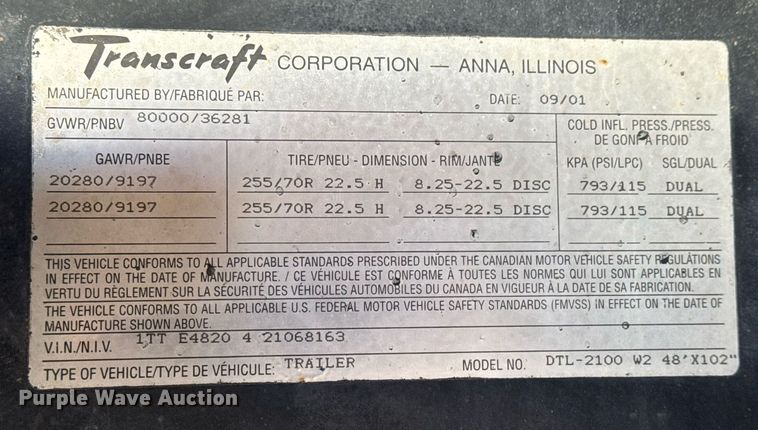 Transcraft CORPORATION — ANNA, ILLINOIS
MANUFACTURED BY/FABRIQUÉ PAR: DATE: 09/01
GVWR/PNBV 80000/36281
COLD INFL. PRESS./PRESS. DE GONF A FROID
GAWR/PNBE TIRE/PNEU - DIMENSION - RIM/JANTE KPA (PSI/LPC) SGL/DUAL
20280/9197 255/70R 22.5 H 8.25-22.5 DISC 793/115 DUAL
20280/9197 255/70R 22.5 H 8.25-22.5 DISC 793/115 DUAL
THIS VEHICLE CONFORMS TO ALL APPLICABLE STANDARDS PRESCRIBED UNDER THE CANADIAN MOTOR VEHICLE SAFETY REGULATIONS
IN EFFECT ON THE DATE OF MANUFACTURE. / CE VÉHICULE EST CONFORME À TOUTES LES NORMES QUI LUI SONT APPLICABLES EN
VERTU DU RÈGLEMENT SUR LA SÉCURITÉ DES VÉHICULES AUTOMOBILES DU CANADA EN VIGUEUR À LA DATE DE SA FABRICATION.
THE VEHICLE CONFORMS TO ALL APPLICABLE U.S. FEDERAL MOTOR VEHICLE SAFETY STANDARDS (FMVSS) IN EFFECT ON THE DATE OF
MANUFACTURE SHOWN ABOVE.
V.I.N./N.I.V. 1TT E4820 4 21068163
TYPE OF VEHICLE/TYPE DE VÉHICULE: TRAILER MODEL NO. DTL-2100 W2 48'X102"
Purple Wave Auction